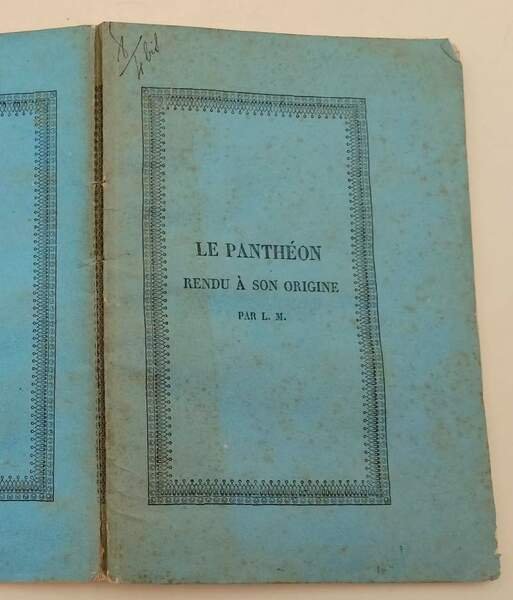 LE PANTHÉON
RENDU À SON ORIGINE
PAR L. M.